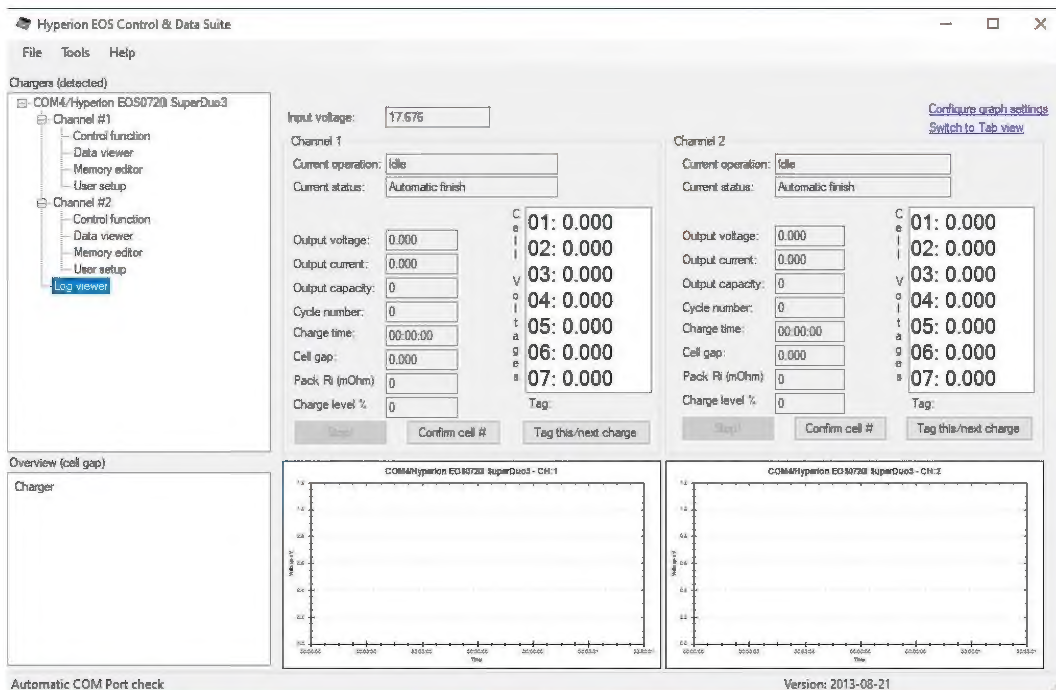 Hyperion EOS Control & Data Suite
File Tools Help
Chargers (detected)
COM4/Hyperion EOS0720i SuperDuo3
Channel #1
Control function
Data viewer
Memory editor
User setup
Channel #2
Control function
Data viewer
Memory editor
User setup
Log viewer
Overview (cell gap)
Charger
Input voltage: 17.676
Configure graph settings
Switch to Tab view
Channel 1
Current operation: Idle
Current status: Automatic finish
Output voltage: 0.000
Output current: 0.000
Output capacity: 0
Cycle number: 0
Charge time: 00:00:00
Cell gap: 0.000
Pack Ri (mOhm) 0
Charge level % 0
Cell Voltages
01: 0.000
02: 0.000
03: 0.000
04: 0.000
05: 0.000
06: 0.000
07: 0.000
Tag:
Stop!
Confirm cell #
Tag this/next charge
Channel 2
Current operation: Idle
Current status: Automatic finish
Output voltage: 0.000
Output current: 0.000
Output capacity: 0
Cycle number: 0
Charge time: 00:00:00
Cell gap: 0.000
Pack Ri (mOhm) 0
Charge level % 0
Cell Voltages
01: 0.000
02: 0.000
03: 0.000
04: 0.000
05: 0.000
06: 0.000
07: 0.000
Tag:
Stop!
Confirm cell #
Tag this/next charge
COM4/Hyperion EOS0720i SuperDuo3 - CH:1
Time
COM4/Hyperion EOS0720i SuperDuo3 - CH:2
Time
Automatic COM Port check
Version: 2013-08-21